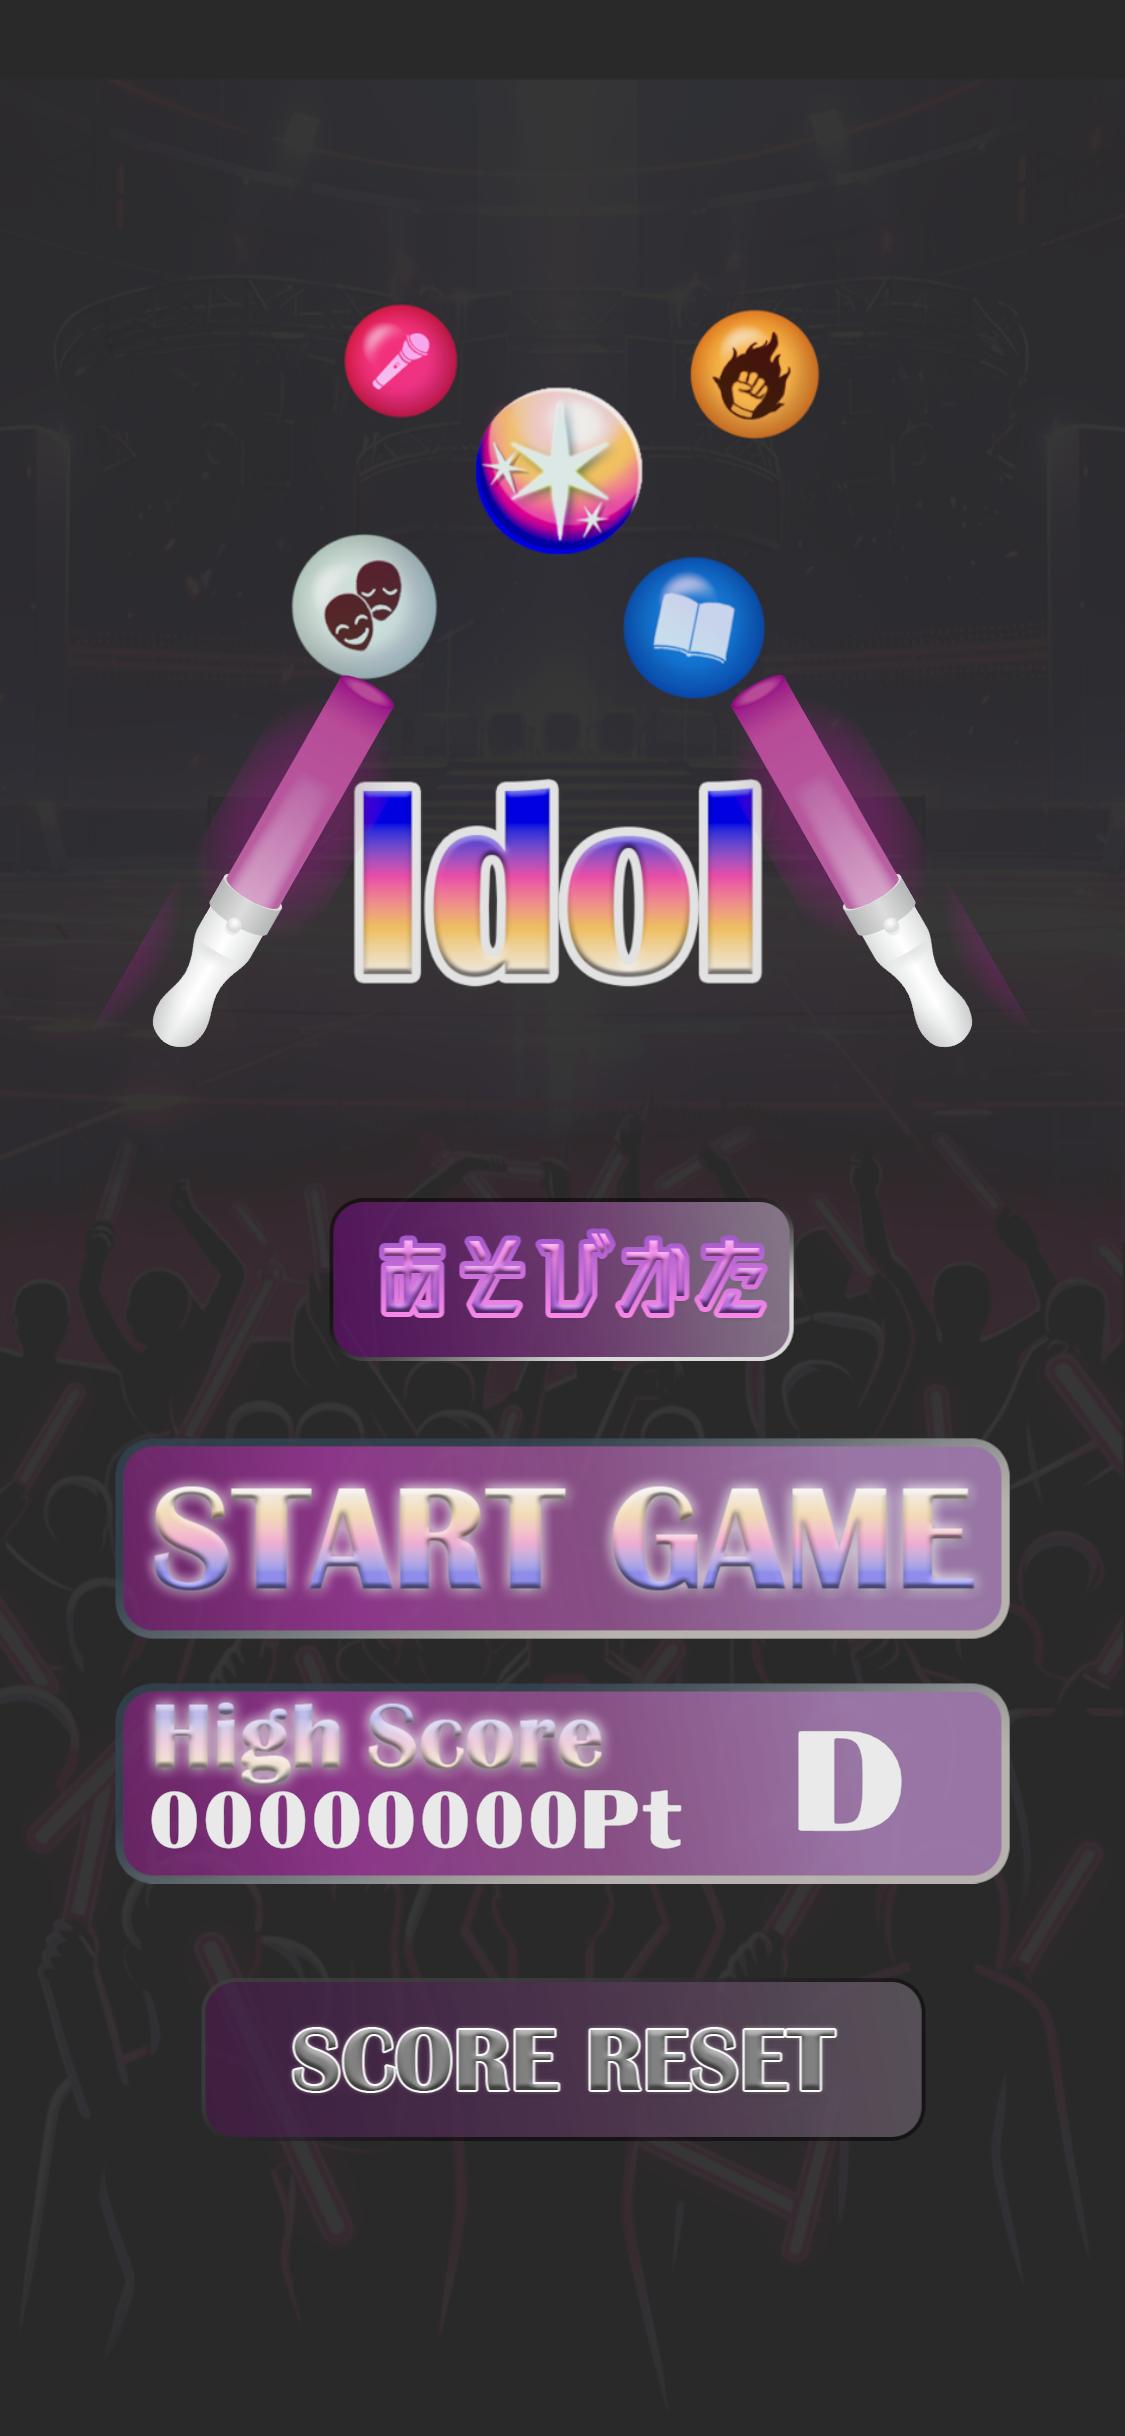 Idol
あそびかた
START GAME
High Score
00000000Pt
D
SCORE RESET